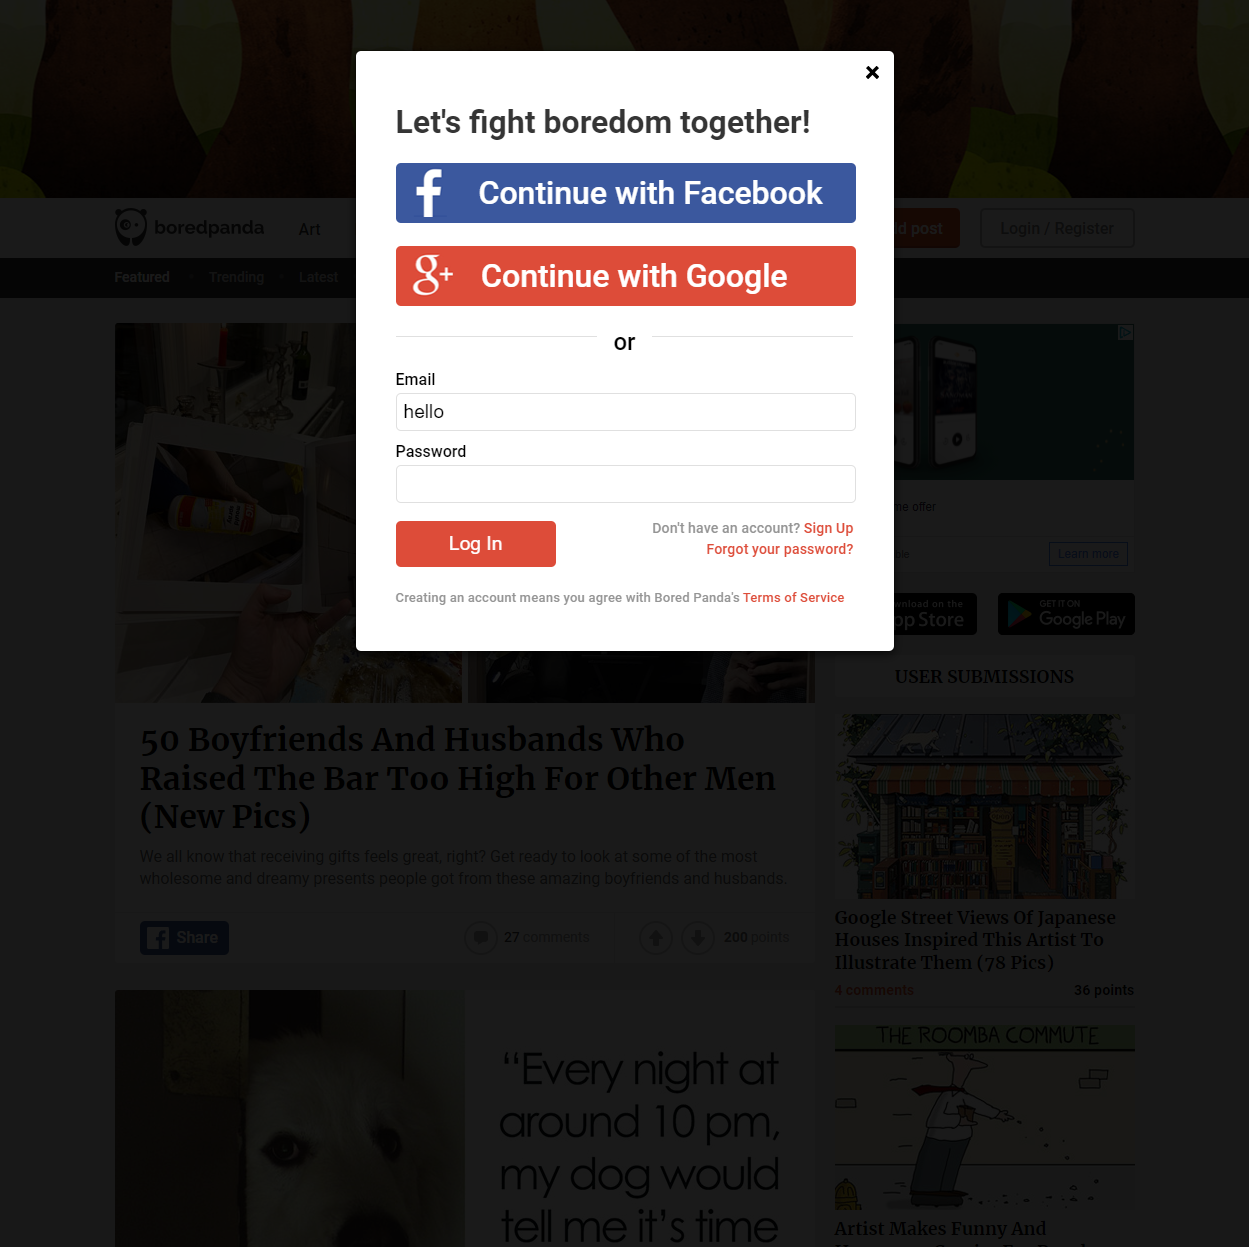 Let's fight boredom together!
Continue with Facebook
g+ Continue with Google
or
Email
hello
Password
Log In
Don't have an account? Sign Up
Forgot your password?
Creating an account means you agree with Bored Panda's Terms of Service
boredpanda
Art
post
Login / Register
Featured
Trending
Latest
offer
Learn more
download on the
App Store
GET IT ON
Google Play
USER SUBMISSIONS
50 Boyfriends And Husbands Who
Raised The Bar Too High For Other Men
(New Pics)
We all know that receiving gifts feels great, right? Get ready to look at some of the most
wholesome and dreamy presents people got from these amazing boyfriends and husbands.
Share
27 comments
200 points
Google Street Views Of Japanese
Houses Inspired This Artist To
Illustrate Them (78 Pics)
4 comments
36 points
THE ROOMBA COMMUTE
“Every night at
around 10 pm,
my dog would
tell me it's time
Artist Makes Funny And